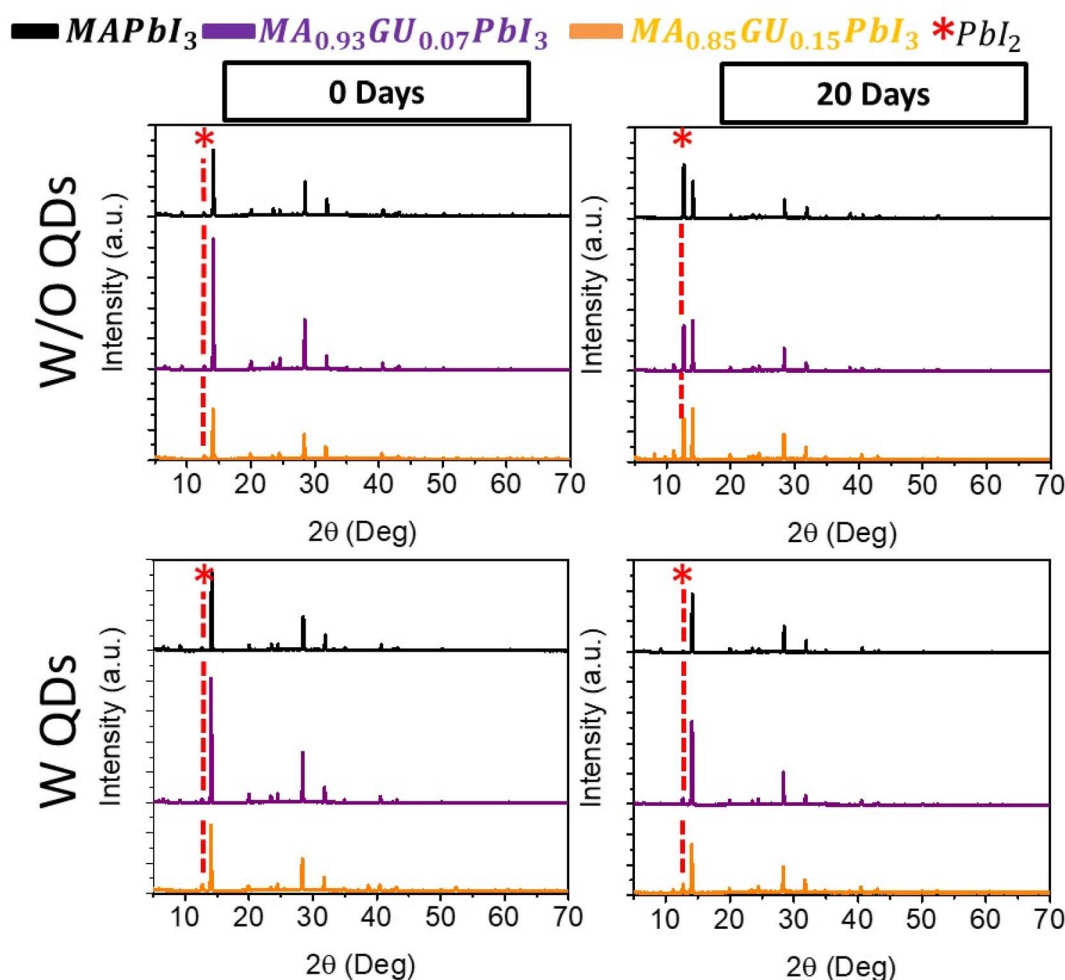 MAPbI₃ MA₀.₉₃GU₀.₀₇PbI₃ MA₀.₈₅GU₀.₁₅PbI₃ *PbI₂
0 Days 20 Days
* *
W/O QDs
Intensity (a.u.) Intensity (a.u.)
10 20 30 40 50 60 70 10 20 30 40 50 60 70
2θ (Deg) 2θ (Deg)
* *
W QDs
Intensity (a.u.) Intensity (a.u.)
10 20 30 40 50 60 70 10 20 30 40 50 60 70
2θ (Deg) 2θ (Deg)